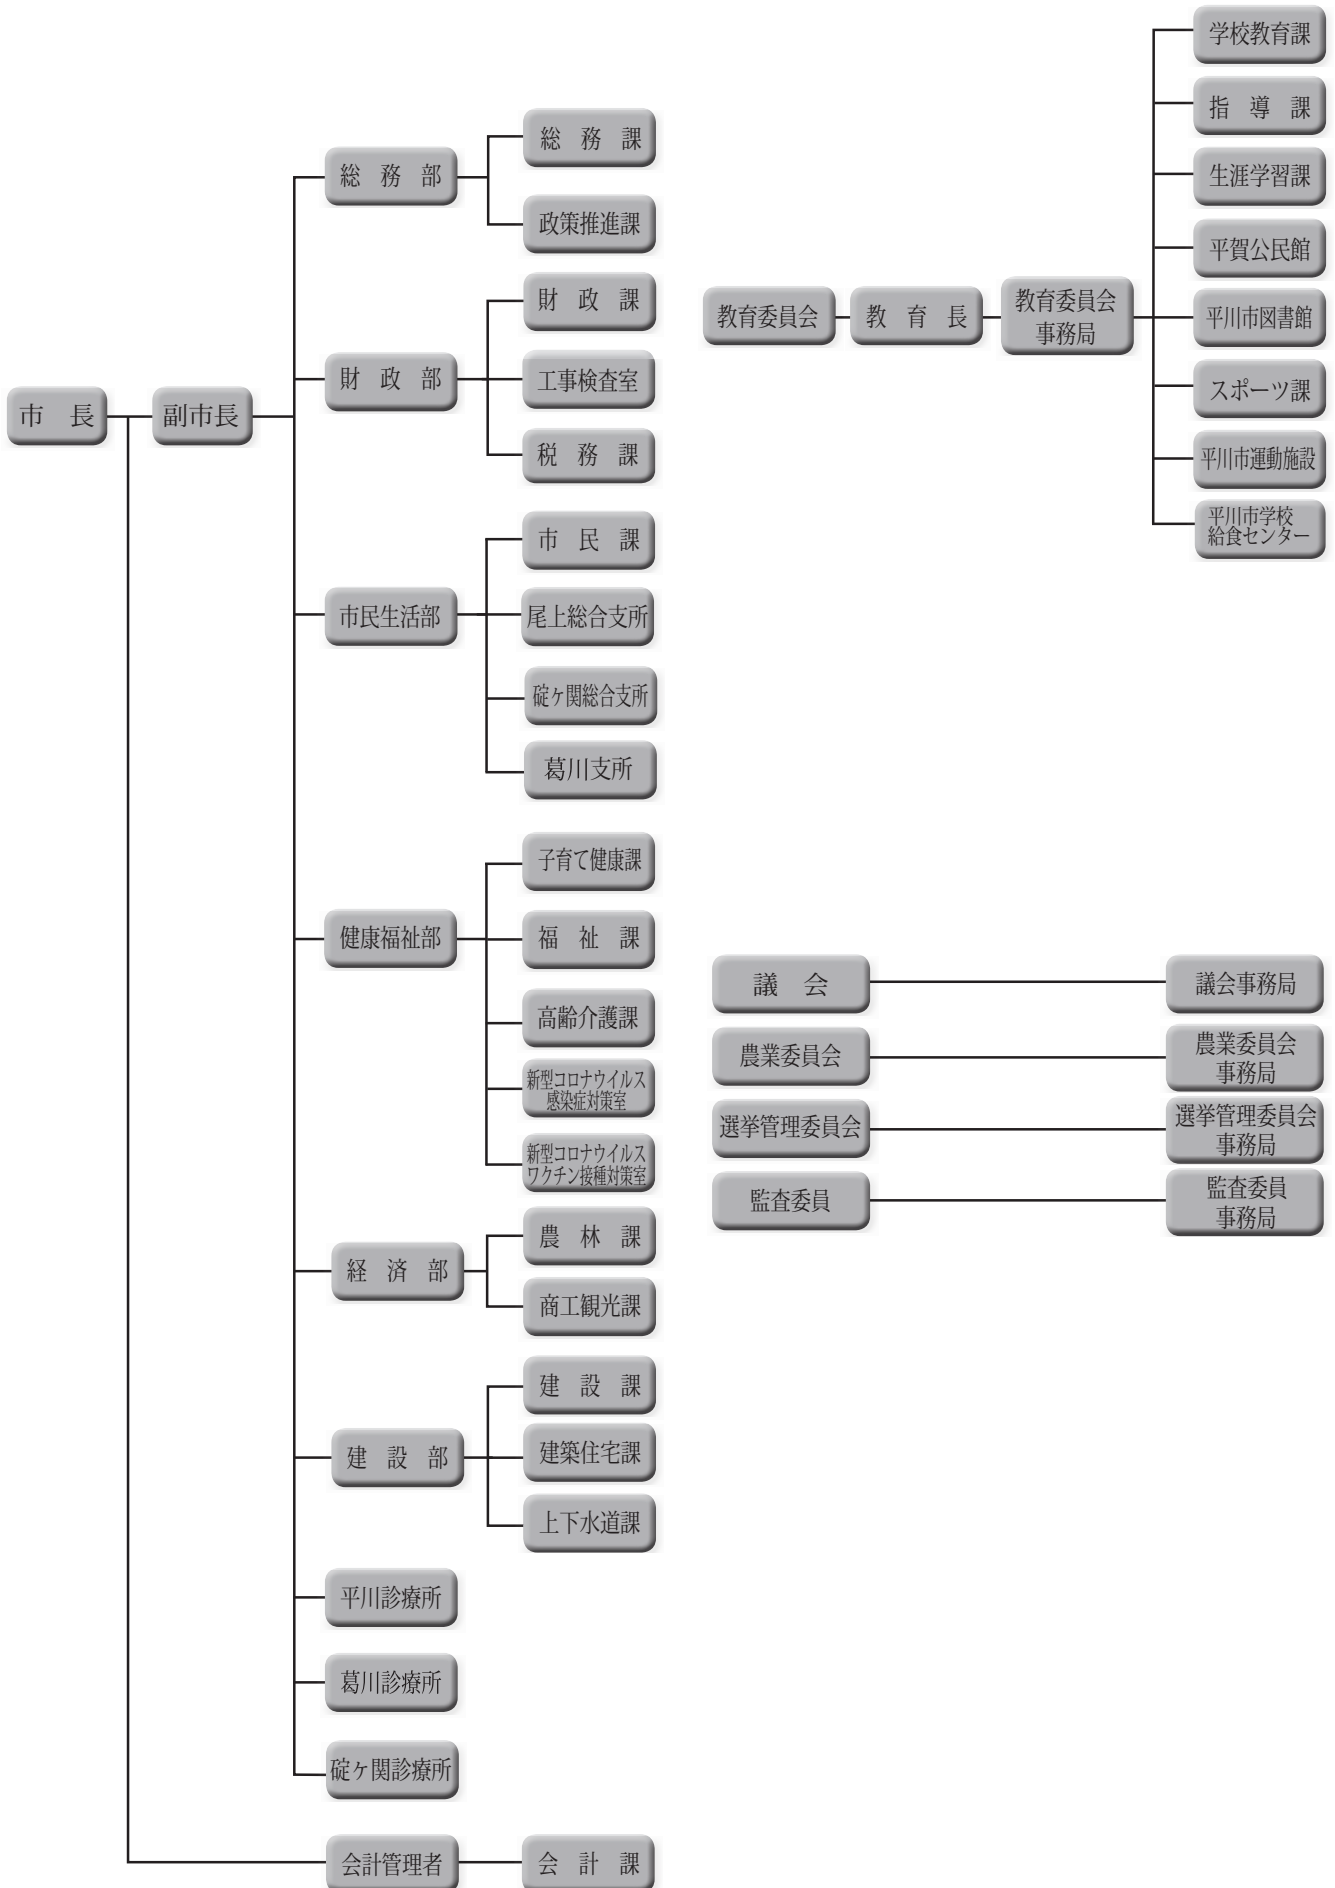 市　長
副市長
総　務　部
総　務　課
政策推進課
財　政　部
財　政　課
工事検査室
税　務　課
市民生活部
市　民　課
尾上総合支所
碇ケ関総合支所
葛川支所
健康福祉部
子育て健康課
福　祉　課
高齢介護課
新型コロナウイルス
感染症対策室
新型コロナウイルス
ワクチン接種対策室
経　済　部
農　林　課
商工観光課
建　設　部
建　設　課
建築住宅課
上下水道課
平川診療所
葛川診療所
碇ケ関診療所
会計管理者
会　計　課
教育委員会
教　育　長
教育委員会
事務局
学校教育課
指　導　課
生涯学習課
平賀公民館
平川市図書館
スポーツ課
平川市運動施設
平川市学校
給食センター
議　会
議会事務局
農業委員会
農業委員会
事務局
選挙管理委員会
選挙管理委員会
事務局
監査委員
監査委員
事務局